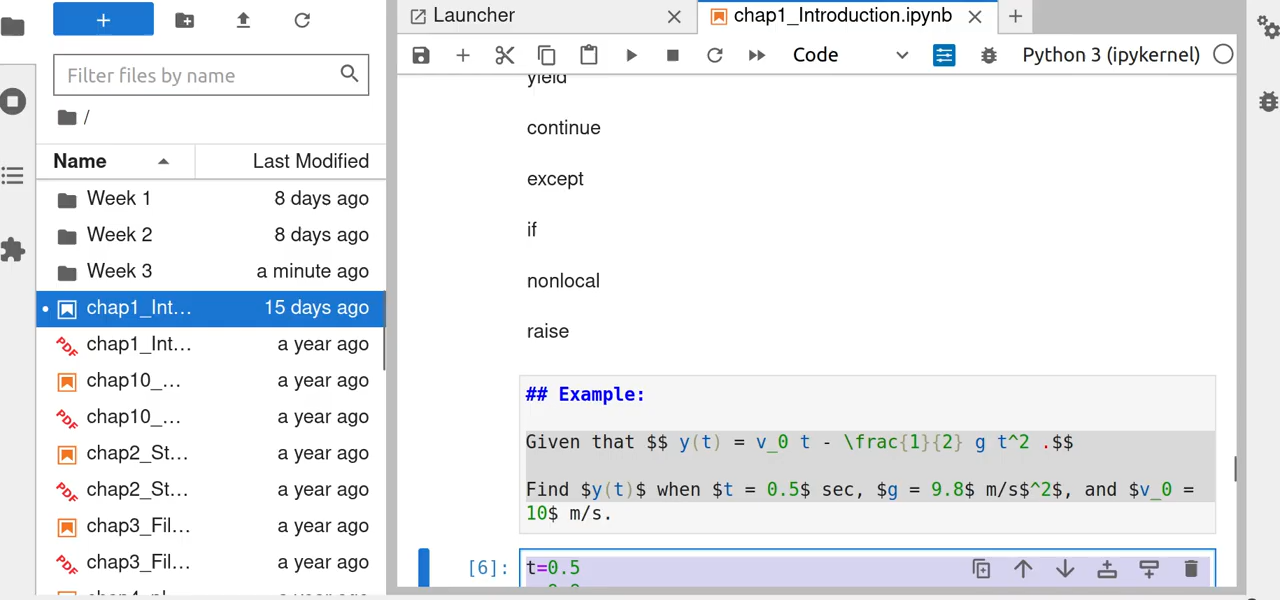 Launcher
chap1_Introduction.ipynb
Filter files by name
Code
Python 3 (ipykernel)
/
Name Last Modified
Week 1 8 days ago
Week 2 8 days ago
Week 3 a minute ago
chap1_Int... 15 days ago
PDF chap1_Int... a year ago
chap10_... a year ago
PDF chap10_... a year ago
chap2_St... a year ago
PDF chap2_St... a year ago
chap3_Fil... a year ago
PDF chap3_Fil... a year ago
yield
continue
except
if
nonlocal
raise
## Example:
Given that $$ y(t) = v_0 t - \frac{1}{2} g t^2 .$$
Find $y(t)$ when $t = 0.5$ sec, $g = 9.8$ m/s$^2$, and $v_0 =
10$ m/s.
[6]: t=0.5